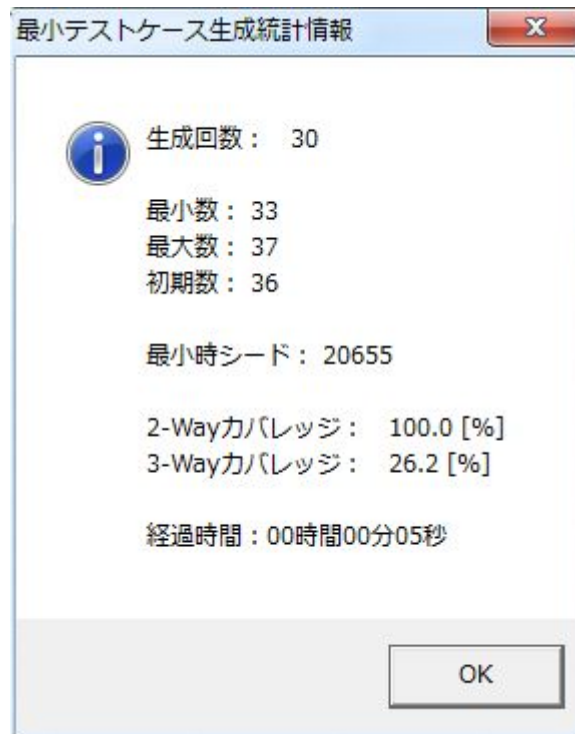 最小テストケース生成統計情報
生成回数： 30
最小数： 33
最大数： 37
初期数： 36
最小時シード： 20655
2-Wayカバレッジ： 100.0 [%]
3-Wayカバレッジ： 26.2 [%]
経過時間：00時間00分05秒
OK